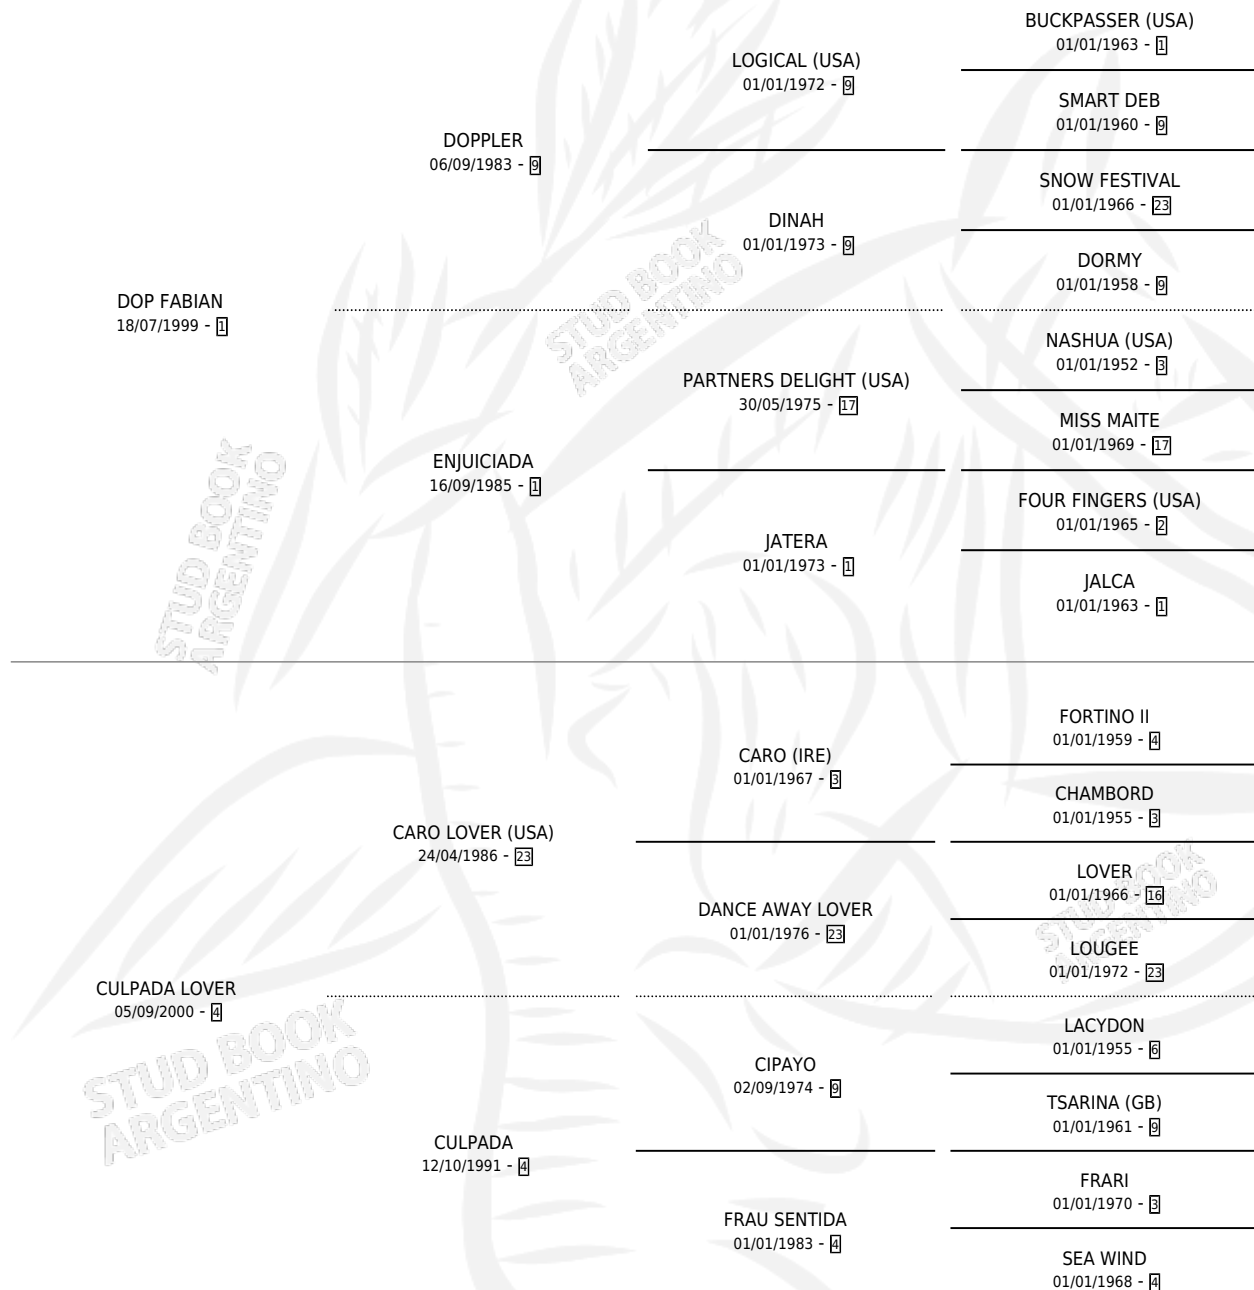 BUCKPASSER (USA)
01/01/1963 - 1
LOGICAL (USA)
01/01/1972 - 9
SMART DEB
01/01/1960 - 9
DOPPLER
06/09/1983 - 9
SNOW FESTIVAL
01/01/1966 - 23
DINAH
01/01/1973 - 9
DORMY
01/01/1958 - 9
DOP FABIAN
18/07/1999 - 1
NASHUA (USA)
01/01/1952 - 3
PARTNERS DELIGHT (USA)
30/05/1975 - 17
MISS MAITE
01/01/1969 - 17
ENJUICIADA
16/09/1985 - 1
FOUR FINGERS (USA)
01/01/1965 - 2
JATERA
01/01/1973 - 1
JALCA
01/01/1963 - 1
FORTINO II
01/01/1959 - 4
CARO (IRE)
01/01/1967 - 3
CHAMBORD
01/01/1955 - 3
CARO LOVER (USA)
24/04/1986 - 23
LOVER
01/01/1966 - 16
DANCE AWAY LOVER
01/01/1976 - 23
LOUGEE
01/01/1972 - 23
CULPADA LOVER
05/09/2000 - 4
LACYDON
01/01/1955 - 6
CIPAYO
02/09/1974 - 9
TSARINA (GB)
01/01/1961 - 9
CULPADA
12/10/1991 - 4
FRARI
01/01/1970 - 3
FRAU SENTIDA
01/01/1983 - 4
SEA WIND
01/01/1968 - 4
STUD BOOK
ARGENTINO
STUD BOOK
ARGENTINO
STUD BOOK
ARGENTINO
STUD BOOK
ARGENTINO